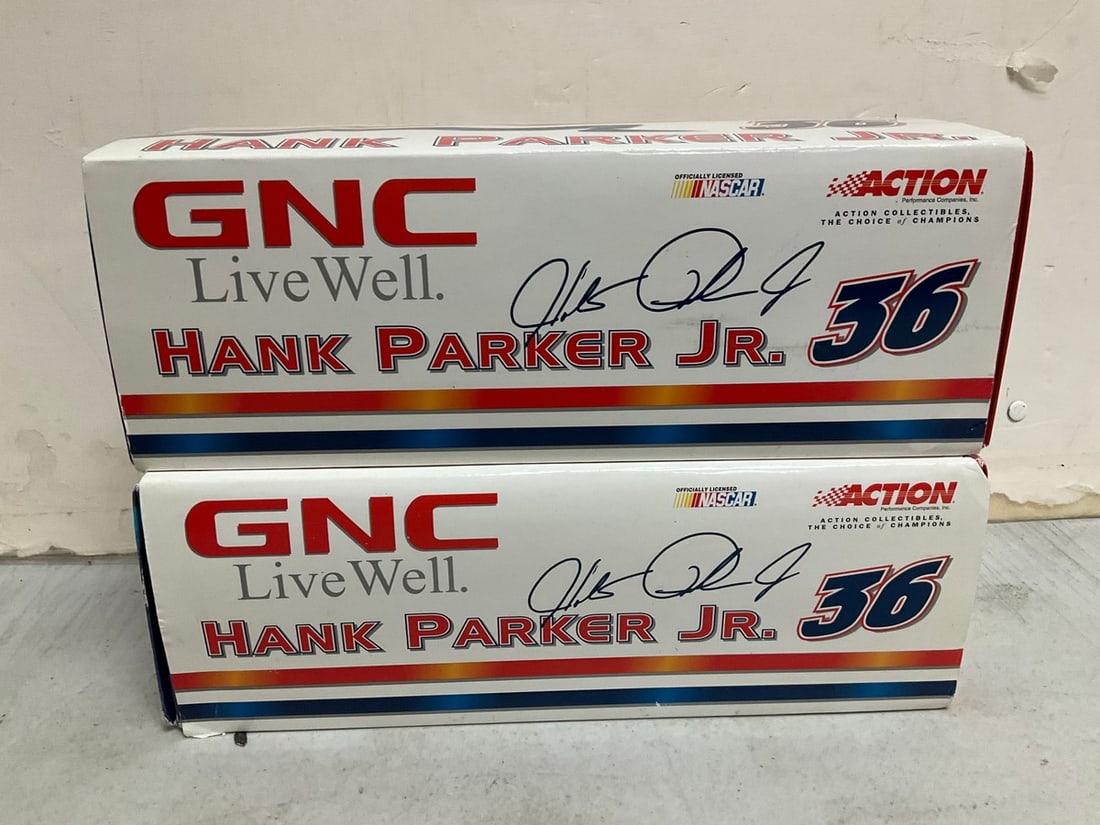 HANK PARKER JR.
GNC
LiveWell.
OFFICIALLY LICENSED
NASCAR
ACTION
Performance Companies, Inc.
ACTION COLLECTIBLES,
THE CHOICE of CHAMPIONS
HANK PARKER JR.
36
GNC
LiveWell.
OFFICIALLY LICENSED
NASCAR
ACTION
Performance Companies, Inc.
ACTION COLLECTIBLES,
THE CHOICE of CHAMPIONS
HANK PARKER JR.
36